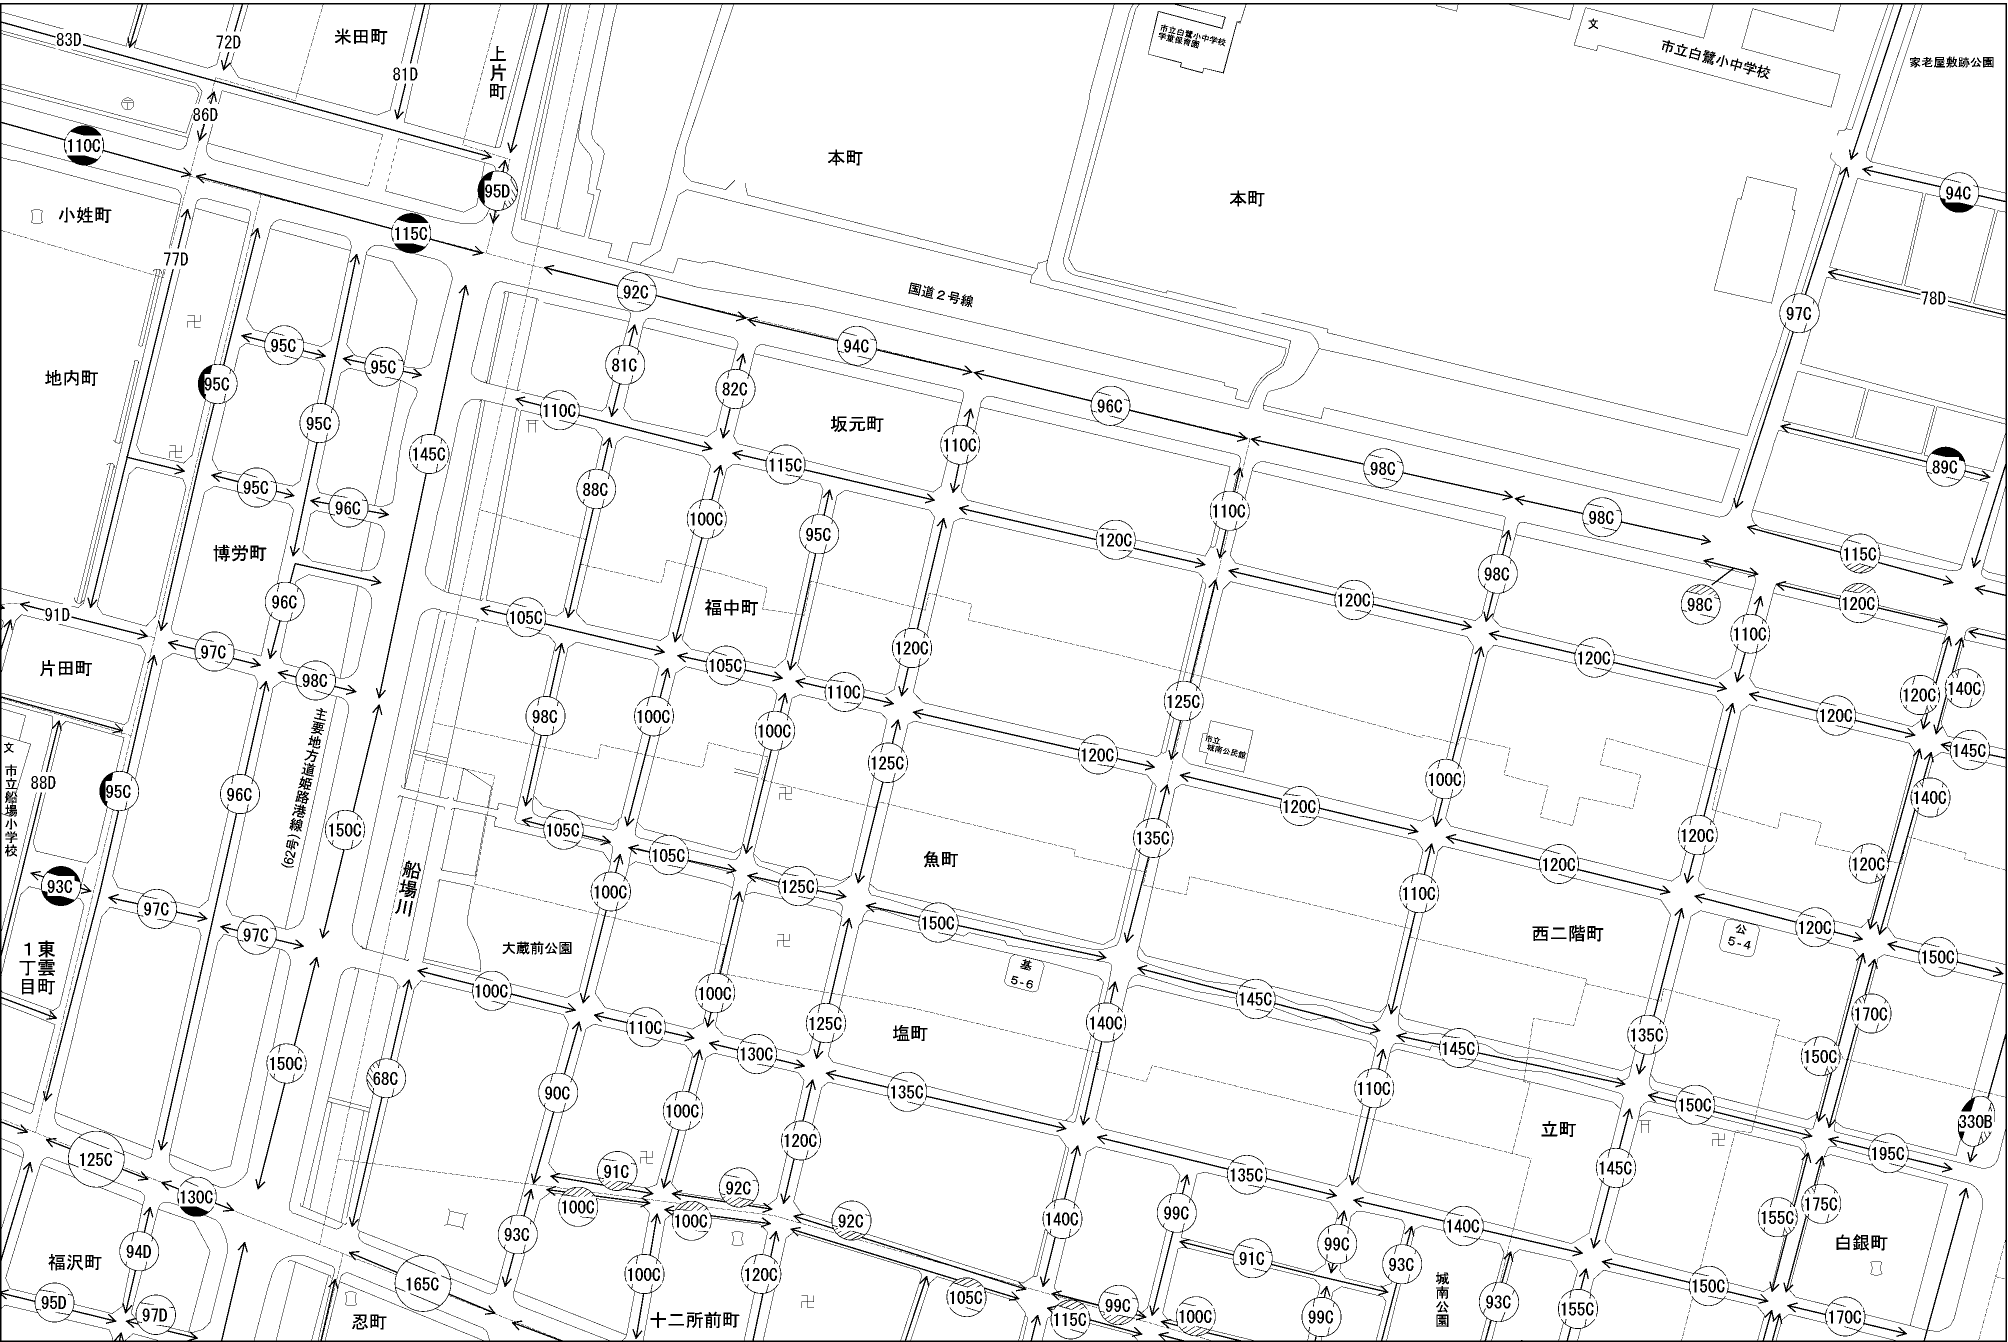 83D
72D
米田町
81D
上片町
86D
110C
95D
115C
小姓町
77D
本町
本町
市立白鷺小中学校
学童保育園
文
市立白鷺小中学校
家老屋敷跡公園
94C
78D
97C
89C
国道2号線
92C
94C
96C
98C
98C
115C
95C
95C
95C
95C
地内町
145C
81C
82C
110C
坂元町
110C
115C
88C
100C
95C
95C
96C
博労町
96C
120C
110C
120C
98C
98C
120C
110C
120C
120C
140C
145C
105C
福中町
105C
110C
120C
91D
97C
98C
片田町
98C
100C
100C
125C
120C
125C
市立
城南公民館
120C
100C
120C
120C
120C
140C
120C
主要地方道姫路港線(62号)
文
市立船場小学校
88D
95C
96C
150C
93C
97C
97C
船場川
105C
105C
125C
100C
魚町
135C
110C
150C
120C
150C
西二階町
公
5-4
大蔵前公園
東雲町
1丁目
100C
110C
130C
100C
125C
塩町
基
5-6
145C
140C
145C
135C
170C
150C
150C
68C
90C
100C
135C
120C
110C
立町
150C
195C
330B
145C
125C
130C
94D
福沢町
95D
97D
165C
忍町
91C
100C
92C
100C
92C
93C
100C
120C
十二所前町
105C
140C
99C
115C
100C
99C
135C
91C
99C
99C
93C
城南公園
140C
93C
155C
150C
155C
175C
白銀町
170C